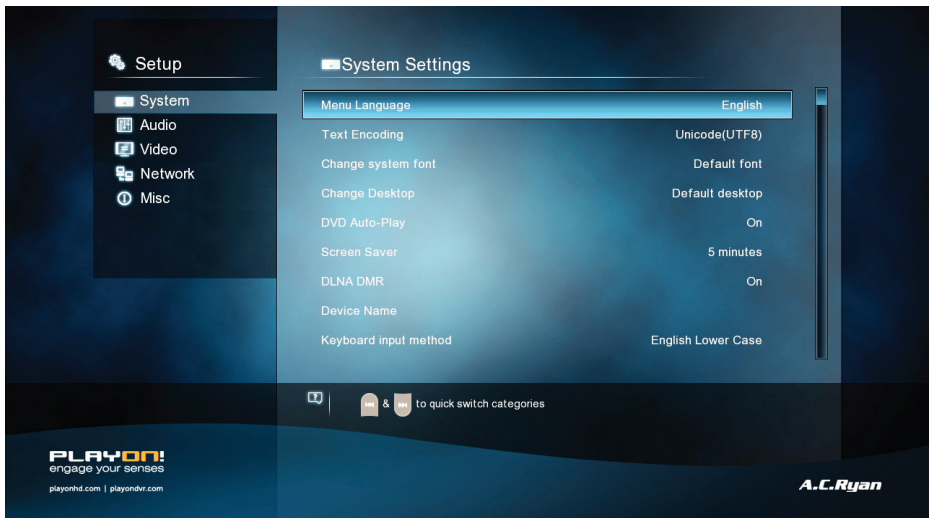 Setup
System
Audio
Video
Network
Misc
System Settings
Menu Language English
Text Encoding Unicode(UTF8)
Change system font Default font
Change Desktop Default desktop
DVD Auto-Play On
Screen Saver 5 minutes
DLNA DMR On
Device Name
Keyboard input method English Lower Case
& to quick switch categories
PLAYON!
engage your senses
playonhd.com | playondvr.com
A.C.Ryan